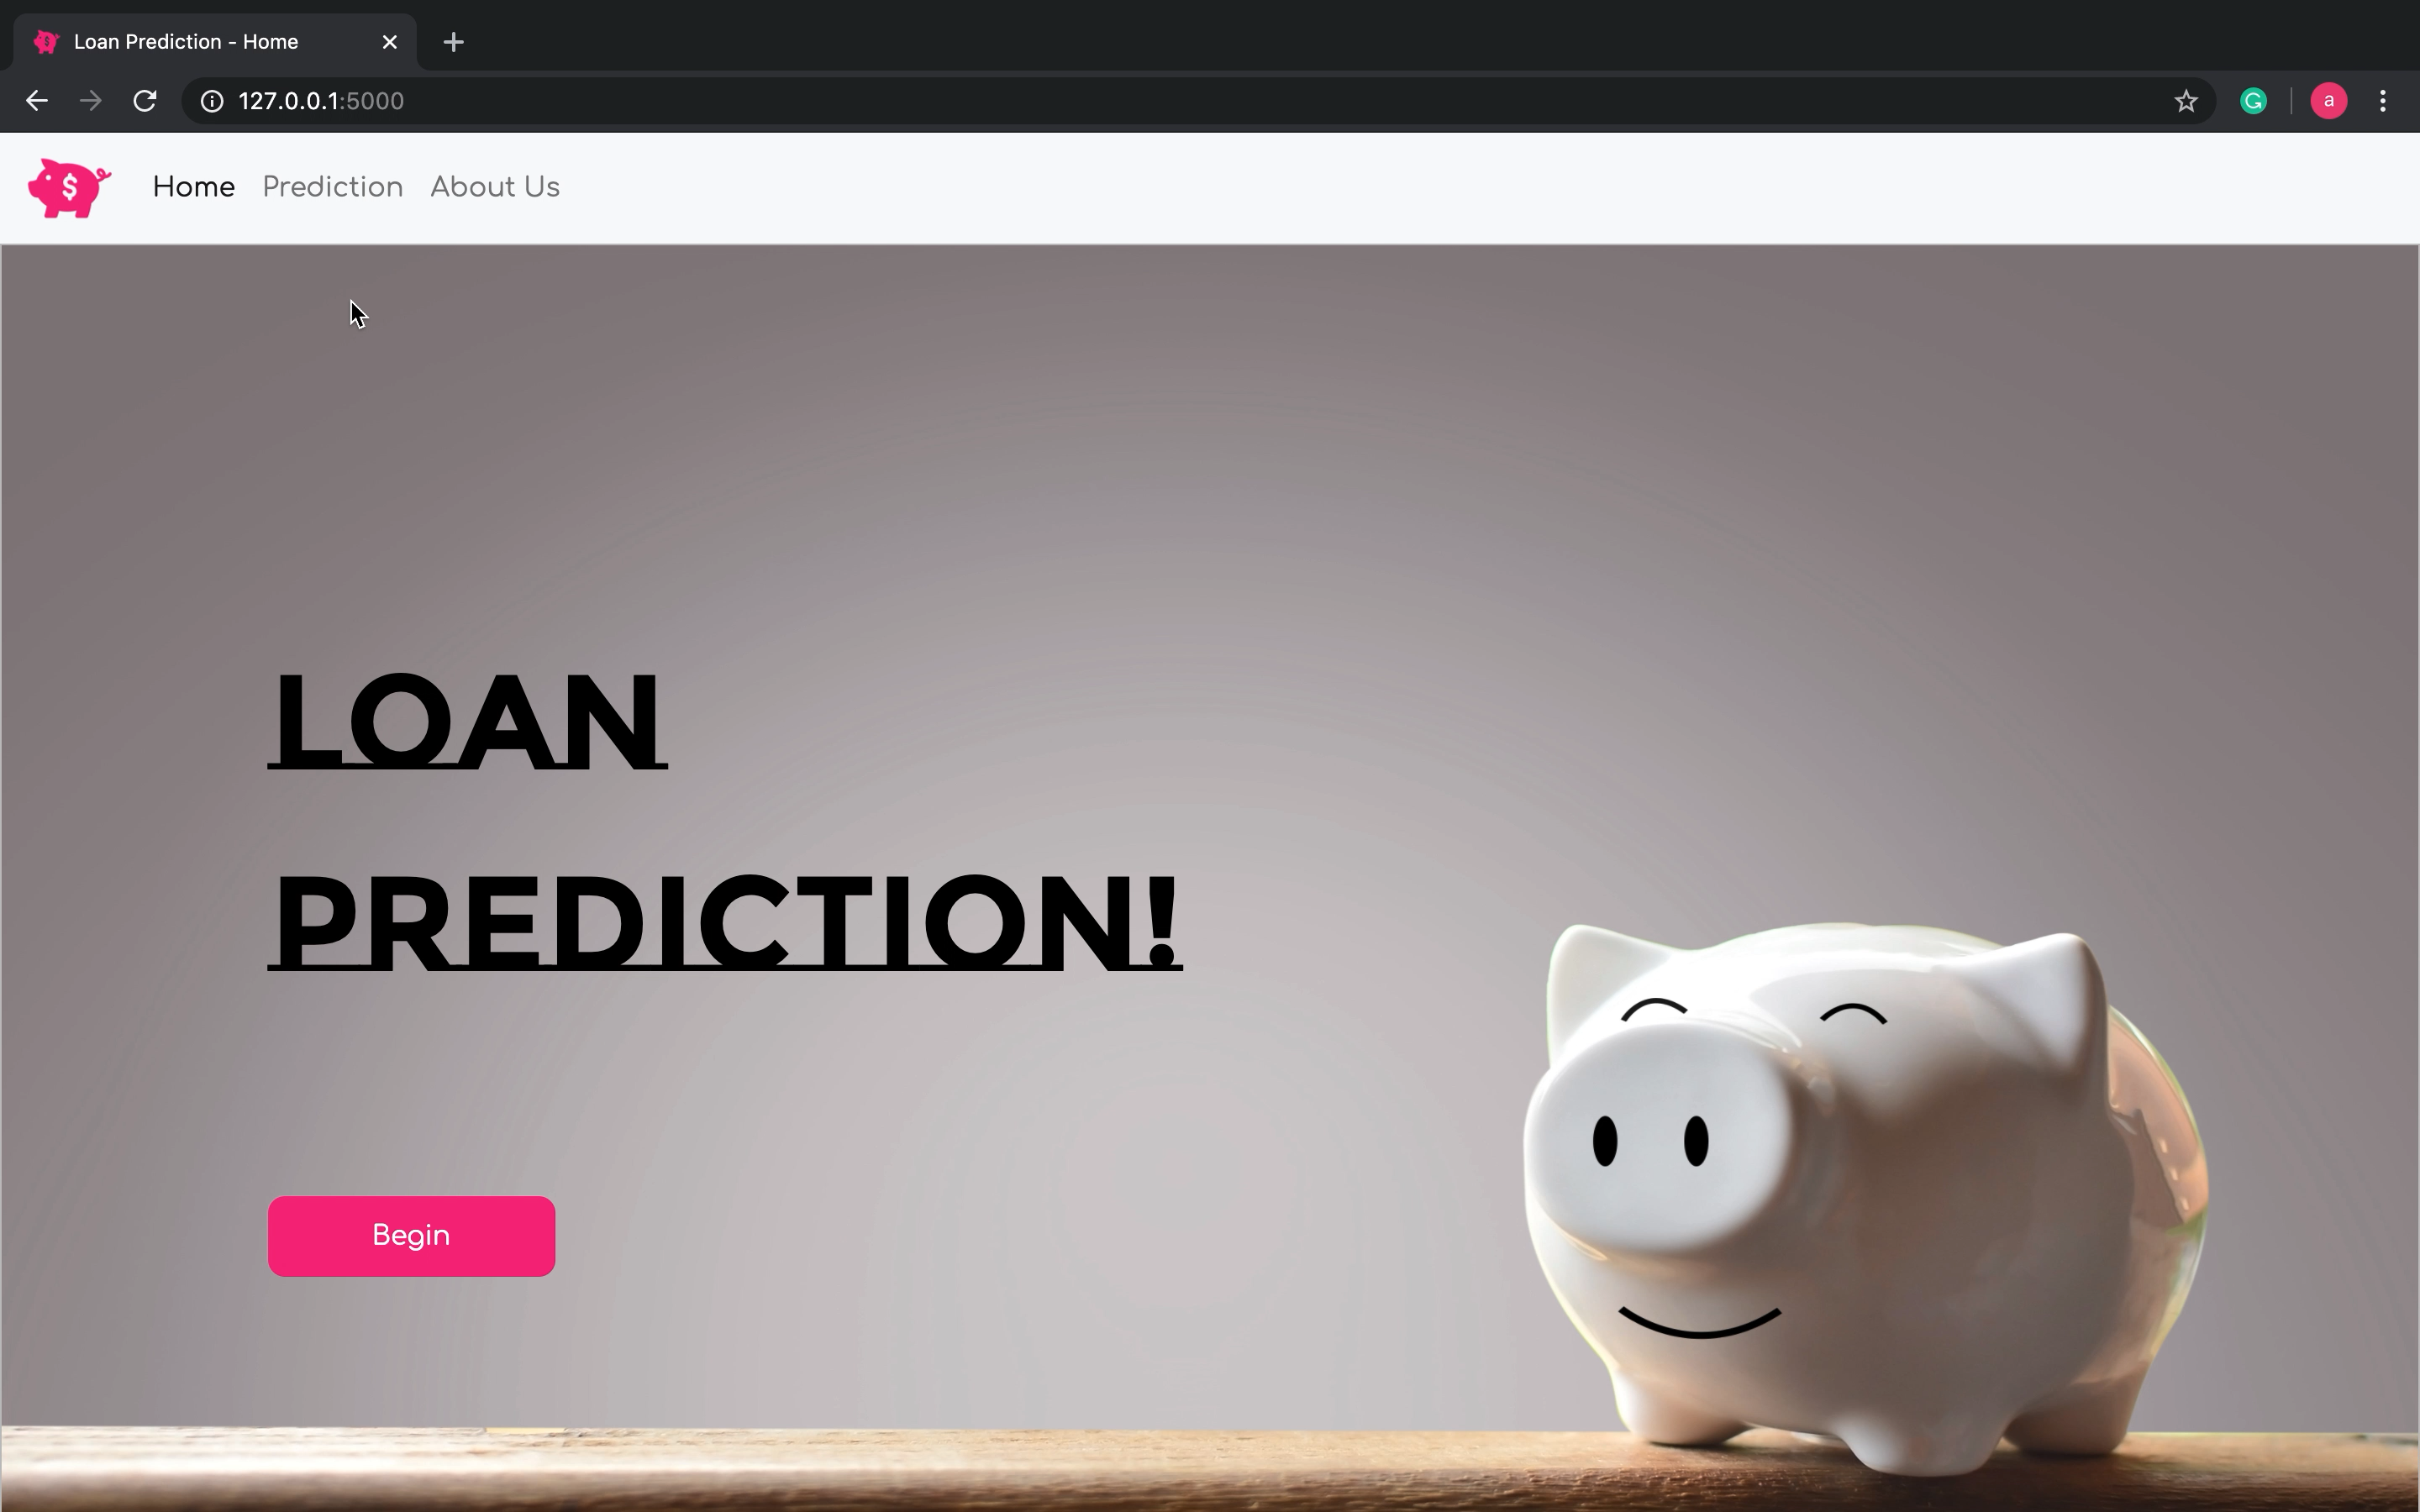 Loan Prediction - Home
127.0.0.1:5000
a
$
Home Prediction About Us
LOAN
PREDICTION!
Begin